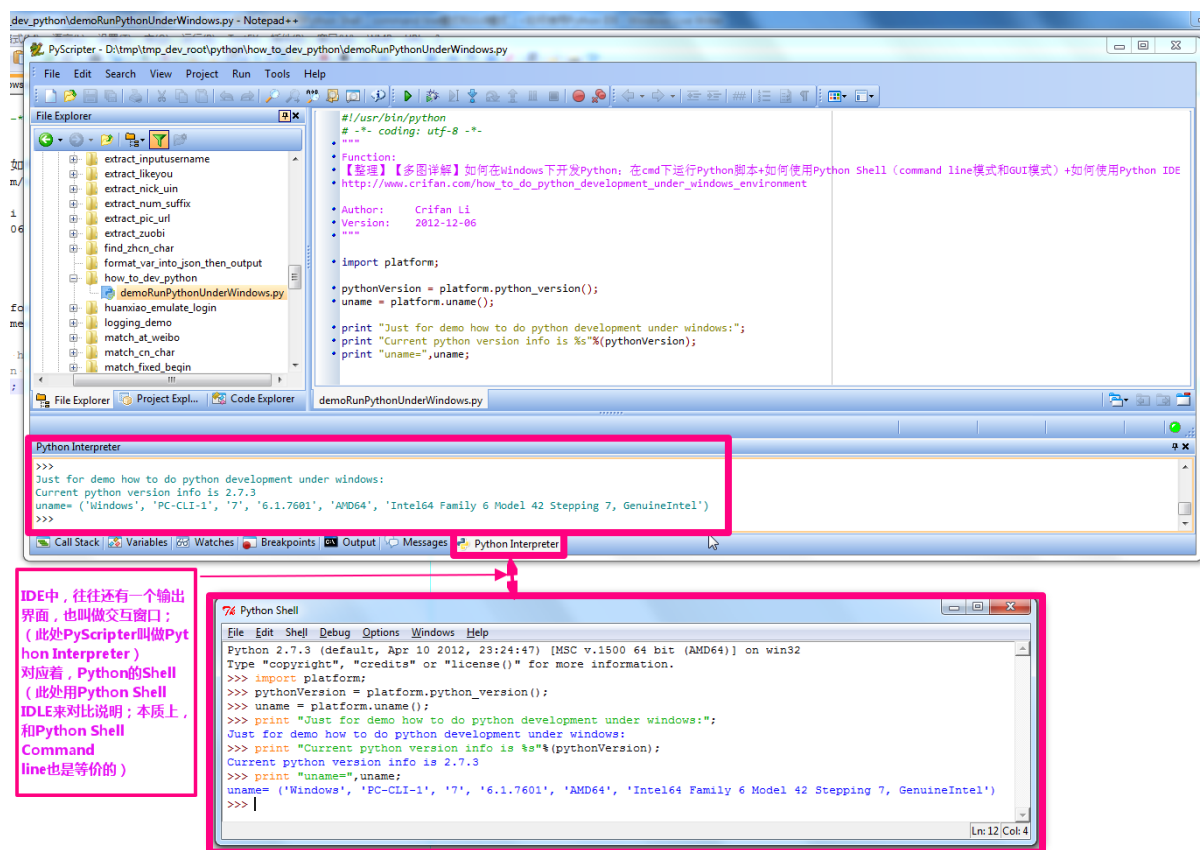 _dev_python\demoRunPythonUnderWindows.py - Notepad++
PyScripter - D:\tmp\tmp_dev_root\python\how_to_dev_python\demoRunPythonUnderWindows.py
File Edit Search View Project Run Tools Help
File Explorer
extract_inputusername
extract_likeyou
extract_nick_uin
extract_num_suffix
extract_pic_url
extract_zuobi
find_zhcn_char
format_var_into_json_then_output
how_to_dev_python
demoRunPythonUnderWindows.py
huanxiao_emulate_login
logging_demo
match_at_weibo
match_cn_char
match_fixed_begin
File Explorer Project Expl... Code Explorer
#!/usr/bin/python
# -*- coding: utf-8 -*-
"""
Function:
【整理】【多图详解】如何在Windows下开发Python；在cmd下运行Python脚本+如何使用Python Shell（command line模式和GUI模式）+如何使用Python IDE
http://www.crifan.com/how_to_do_python_development_under_windows_environment
Author: Crifan Li
Version: 2012-12-06
"""
import platform;
pythonVersion = platform.python_version();
uname = platform.uname();
print "Just for demo how to do python development under windows:";
print "Current python version info is %s"%(pythonVersion);
print "uname=",uname;
demoRunPythonUnderWindows.py
Python Interpreter
>>>
Just for demo how to do python development under windows:
Current python version info is 2.7.3
uname= ('Windows', 'PC-CLI-1', '7', '6.1.7601', 'AMD64', 'Intel64 Family 6 Model 42 Stepping 7, GenuineIntel')
>>>
Call Stack Variables Watches Breakpoints Output Messages Python Interpreter
IDE中，往往还有一个输出
界面，也叫做交互窗口；
（此处PyScripter叫做Pyt
hon Interpreter）
对应着，Python的Shell
（此处用Python Shell
IDLE来对比说明；本质上，
和Python Shell
Command
line也是等价的）
Python Shell
File Edit Shell Debug Options Windows Help
Python 2.7.3 (default, Apr 10 2012, 23:24:47) [MSC v.1500 64 bit (AMD64)] on win32
Type "copyright", "credits" or "license()" for more information.
>>> import platform;
>>> pythonVersion = platform.python_version();
>>> uname = platform.uname();
>>> print "Just for demo how to do python development under windows:";
Just for demo how to do python development under windows:
>>> print "Current python version info is %s"%(pythonVersion);
Current python version info is 2.7.3
>>> print "uname=",uname;
uname= ('Windows', 'PC-CLI-1', '7', '6.1.7601', 'AMD64', 'Intel64 Family 6 Model 42 Stepping 7, GenuineIntel')
>>>
Ln: 12 Col: 4